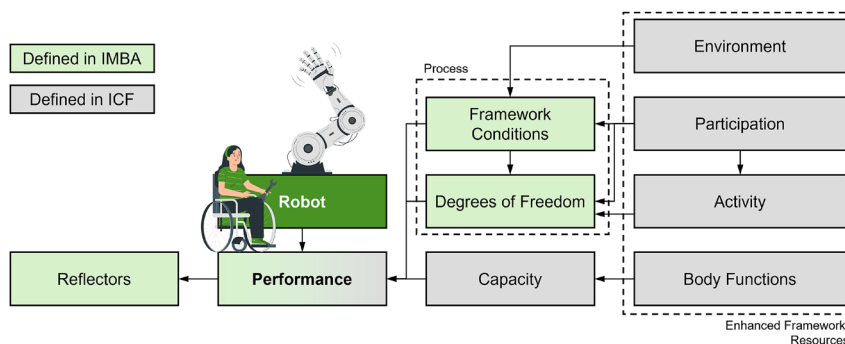 Defined in IMBA
Defined in ICF
Process
Environment
Framework
Conditions
Participation
Robot
Degrees of Freedom
Activity
Reflectors
Performance
Capacity
Body Functions
Enhanced Framework
Resources